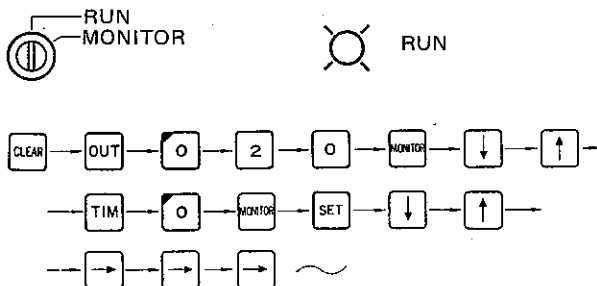 RUN
MONITOR
RUN
CLEAR OUT 0 2 0 MONITOR ↓ ↑
TIM 0 MONITOR SET ↓ ↑
→ → →